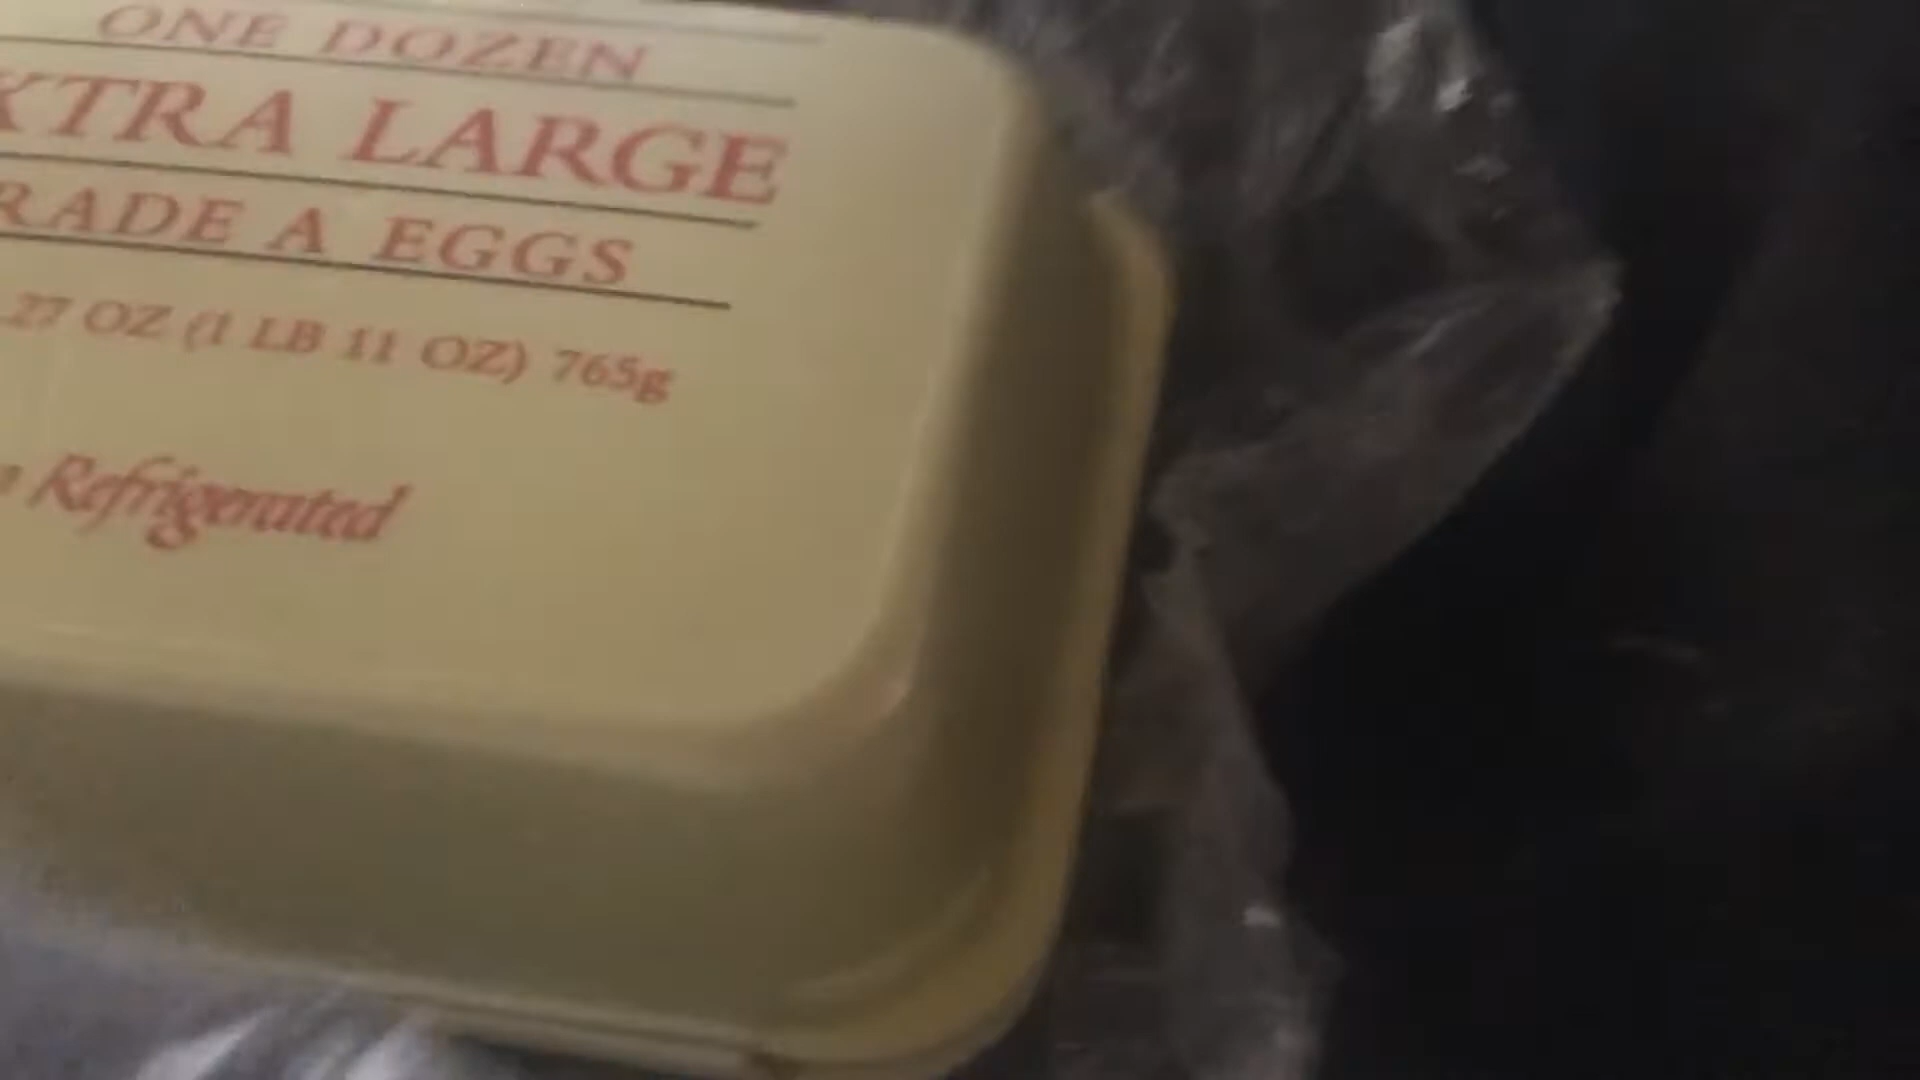 ONE DOZEN
XTRA LARGE
RADE A EGGS
27 OZ (1 LB 11 OZ) 765g
Refrigerated